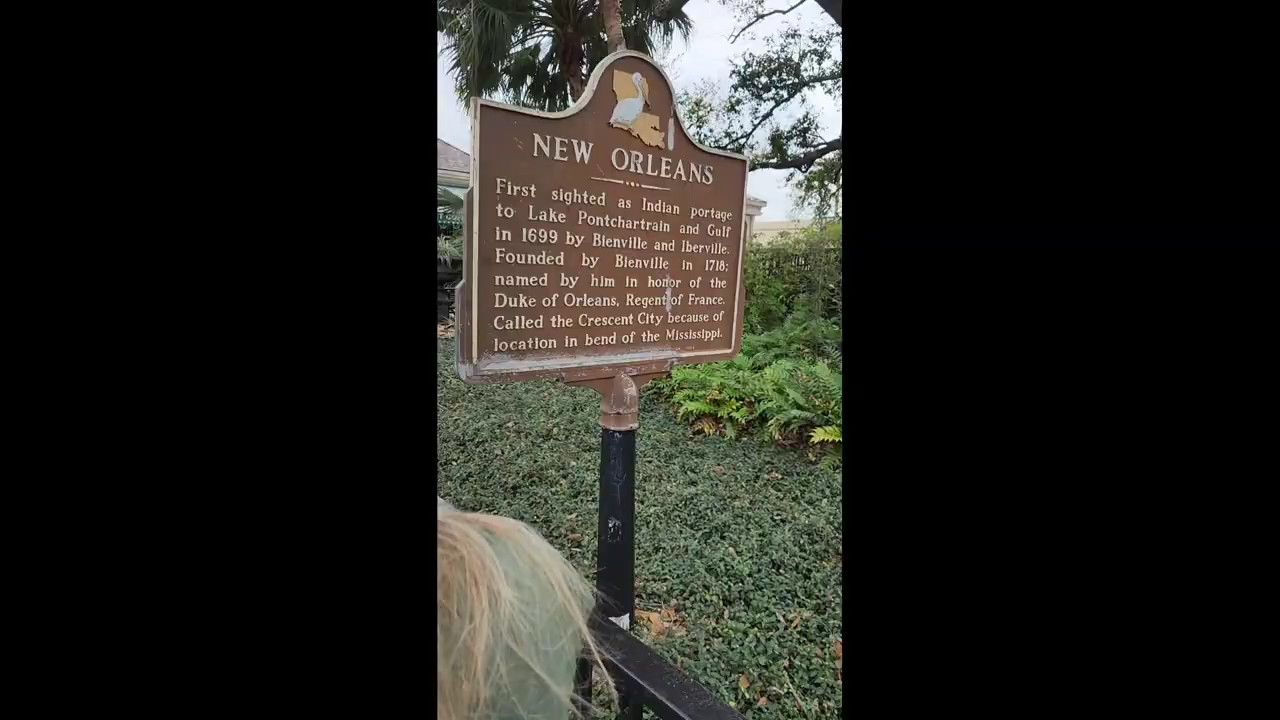 NEW ORLEANS
First sighted as Indian portage
to Lake Pontchartrain and Gulf
in 1699 by Bienville and Iberville.
Founded by Bienville in 1718;
named by him in honor of the
Duke of Orleans, Regent of France.
Called the Crescent City because of
location in bend of the Mississippi.